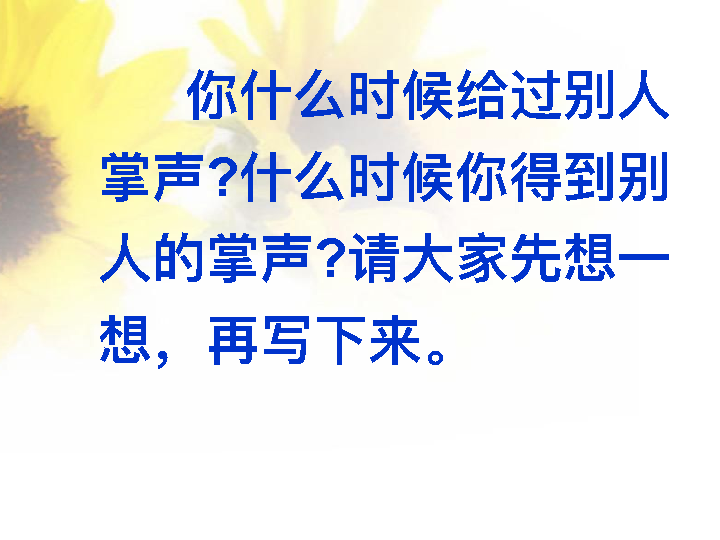 你什么时候给过别人
掌声?什么时候你得到别
人的掌声?请大家先想一
想，再写下来。